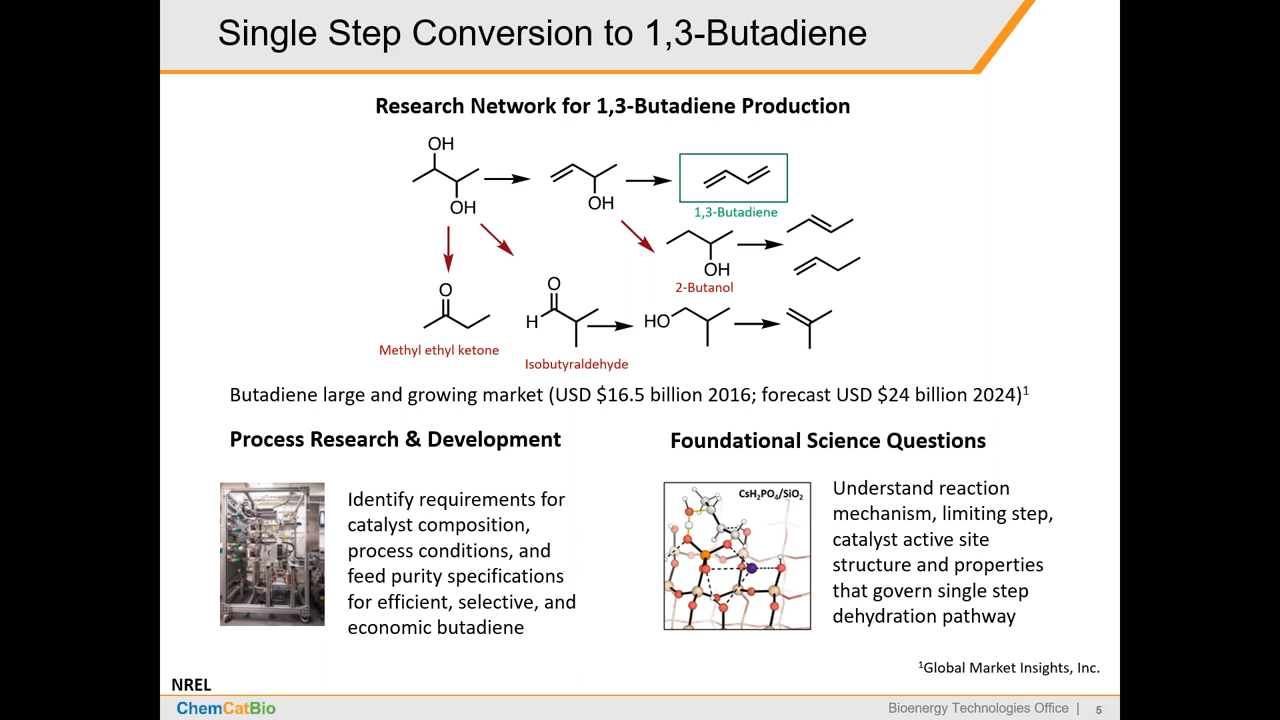 Single Step Conversion to 1,3-Butadiene
Research Network for 1,3-Butadiene Production
OH
OH
OH
1,3-Butadiene
OH
2-Butanol
O
Methyl ethyl ketone
O
H
Isobutyraldehyde
HO
Butadiene large and growing market (USD $16.5 billion 2016; forecast USD $24 billion 2024)¹
Process Research & Development
Identify requirements for
catalyst composition,
process conditions, and
feed purity specifications
for efficient, selective, and
economic butadiene
Foundational Science Questions
CsH₂PO₄/SiO₂
Understand reaction
mechanism, limiting step,
catalyst active site
structure and properties
that govern single step
dehydration pathway
¹Global Market Insights, Inc.
NREL
ChemCatBio
Bioenergy Technologies Office | 5